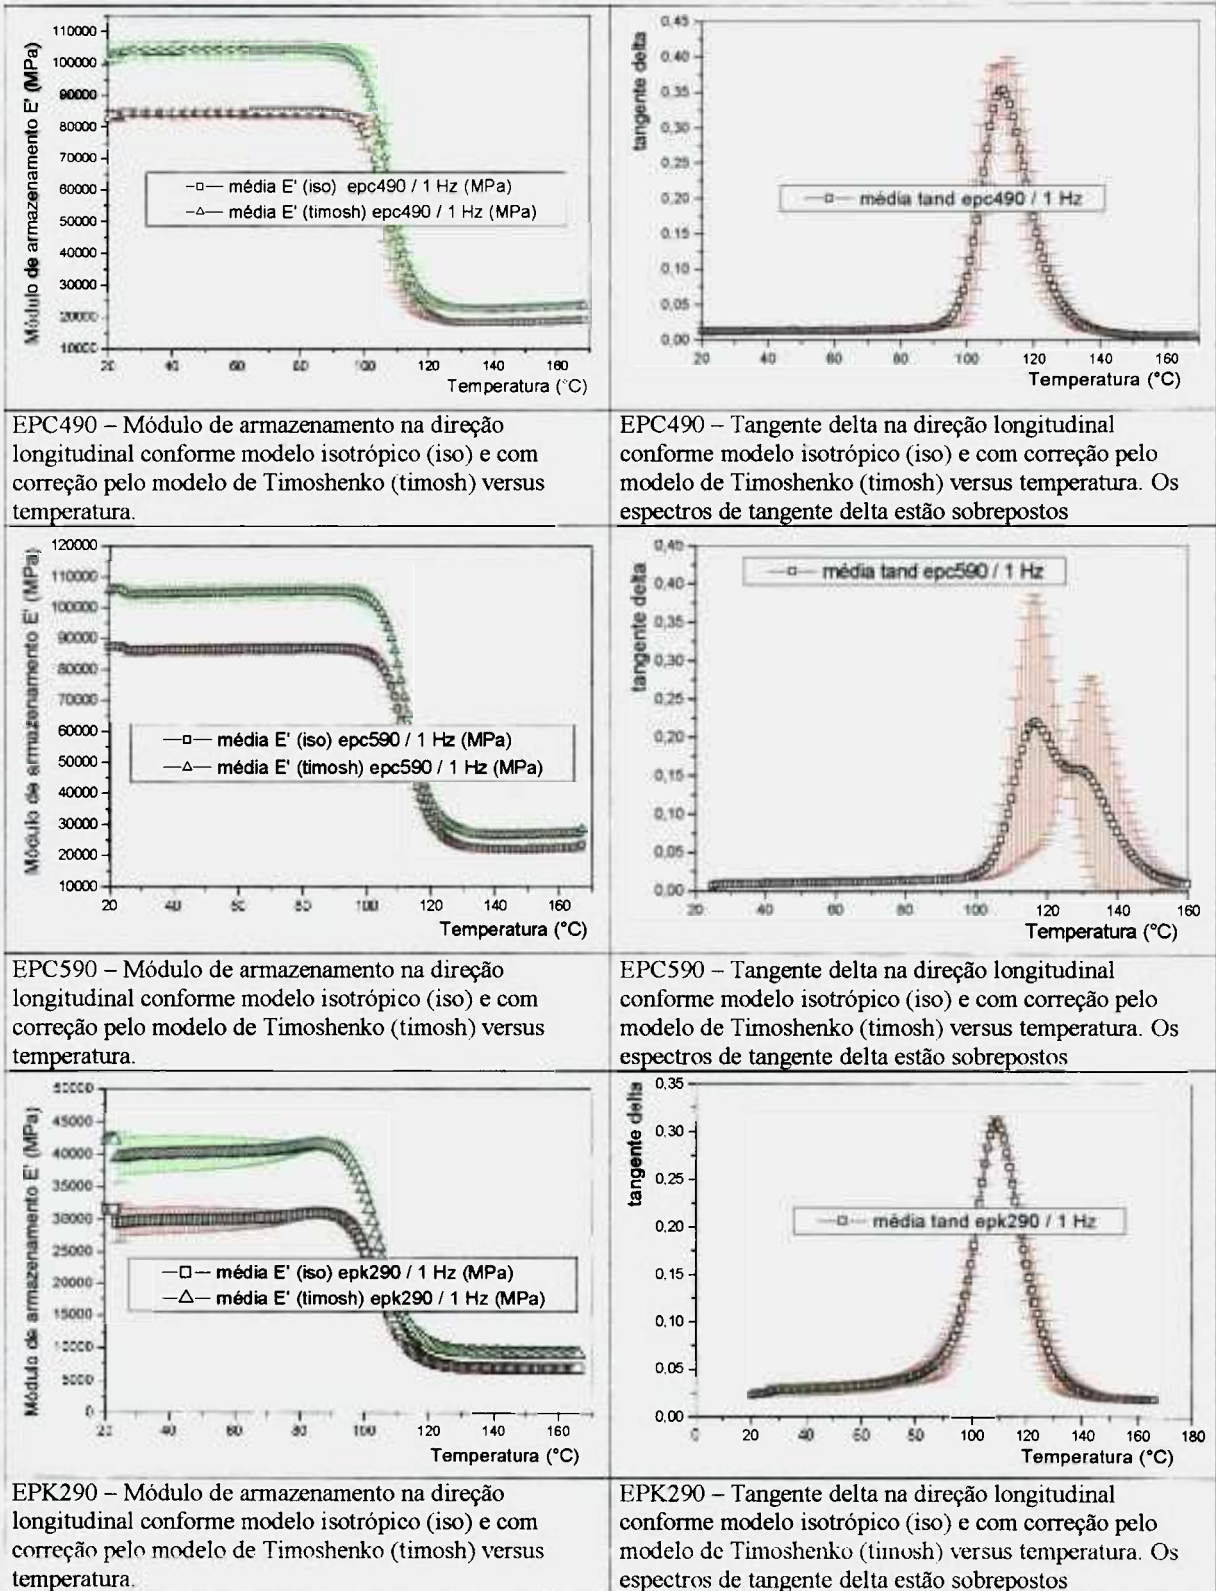 Módulo de armazenamento E' (MPa)
110000
100000
90000
80000
70000
60000
50000
40000
30000
20000
10000
média E' (iso) epc490 / 1 Hz (MPa)
média E' (timosh) epc490 / 1 Hz (MPa)
20 40 60 80 100 120 140 160
Temperatura (°C)
tangente delta
0,45
0,40
0,35
0,30
0,25
0,20
0,15
0,10
0,05
0,00
média tand epc490 / 1 Hz
20 40 60 80 100 120 140 160
Temperatura (°C)
EPC490 – Módulo de armazenamento na direção
longitudinal conforme modelo isotrópico (iso) e com
correção pelo modelo de Timoshenko (timosh) versus
temperatura.
EPC490 – Tangente delta na direção longitudinal
conforme modelo isotrópico (iso) e com correção pelo
modelo de Timoshenko (timosh) versus temperatura. Os
espectros de tangente delta estão sobrepostos
Módulo de armazenamento E' (MPa)
120000
110000
100000
90000
80000
70000
60000
50000
40000
30000
20000
10000
média E' (iso) epc590 / 1 Hz (MPa)
média E' (timosh) epc590 / 1 Hz (MPa)
20 40 60 80 100 120 140 160
Temperatura (°C)
tangente delta
0,45
0,40
0,35
0,30
0,25
0,20
0,15
0,10
0,05
0,00
média tand epc590 / 1 Hz
20 40 60 80 100 120 140 160
Temperatura (°C)
EPC590 – Módulo de armazenamento na direção
longitudinal conforme modelo isotrópico (iso) e com
correção pelo modelo de Timoshenko (timosh) versus
temperatura.
EPC590 – Tangente delta na direção longitudinal
conforme modelo isotrópico (iso) e com correção pelo
modelo de Timoshenko (timosh) versus temperatura. Os
espectros de tangente delta estão sobrepostos
Módulo de armazenamento E' (MPa)
50000
45000
40000
35000
30000
25000
20000
15000
10000
5000
0
média E' (iso) epk290 / 1 Hz (MPa)
média E' (timosh) epk290 / 1 Hz (MPa)
20 40 60 80 100 120 140 160
Temperatura (°C)
tangente delta
0,35
0,30
0,25
0,20
0,15
0,10
0,05
0,00
média tand epk290 / 1 Hz
0 20 40 60 80 100 120 140 160 180
Temperatura (°C)
EPK290 – Módulo de armazenamento na direção
longitudinal conforme modelo isotrópico (iso) e com
correção pelo modelo de Timoshenko (timosh) versus
temperatura.
EPK290 – Tangente delta na direção longitudinal
conforme modelo isotrópico (iso) e com correção pelo
modelo de Timoshenko (timosh) versus temperatura. Os
espectros de tangente delta estão sobrepostos